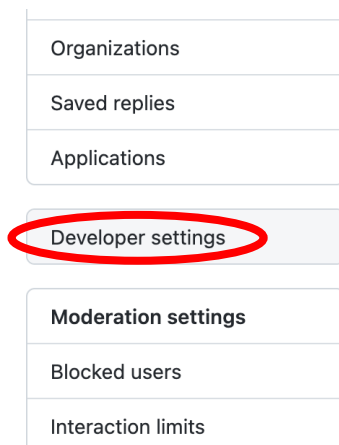 Organizations
Saved replies
Applications
Developer settings
Moderation settings
Blocked users
Interaction limits